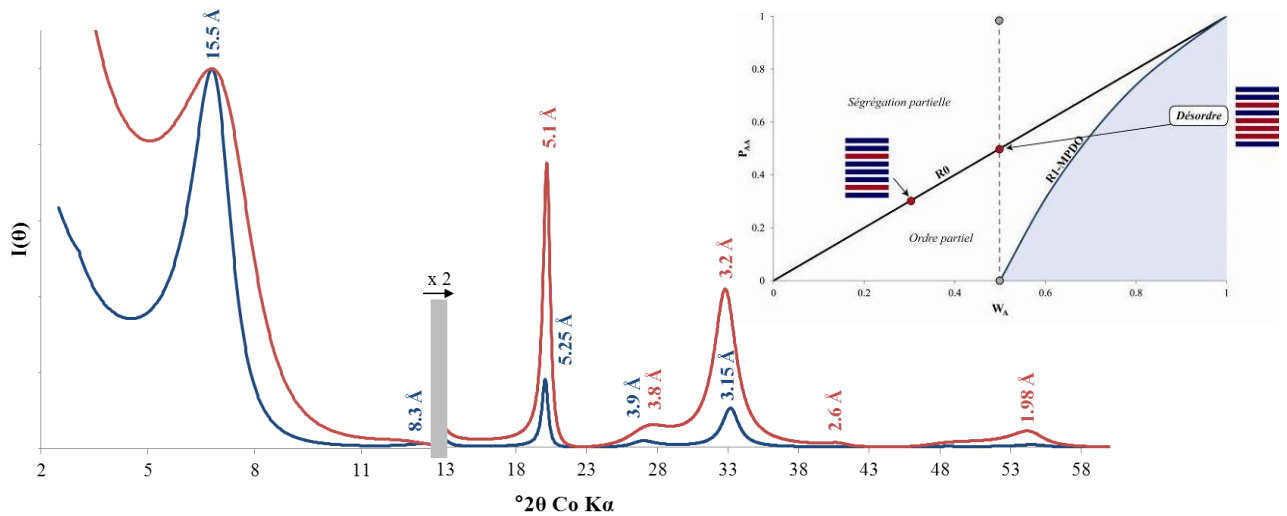 I(θ)
15.5 Å
8.3 Å
x 2
5.1 Å
5.25 Å
3.9 Å
3.8 Å
3.2 Å
3.15 Å
2.6 Å
1.98 Å
2 5 8 11 13 18 23 28 33 38 43 48 53 58
°2θ Co Kα
P_AA
1
0.8
0.6
0.4
0.2
0
Ségrégation partielle
Désordre
R0
R1-MPDO
Ordre partiel
0 0.2 0.4 0.6 0.8 1
W_A